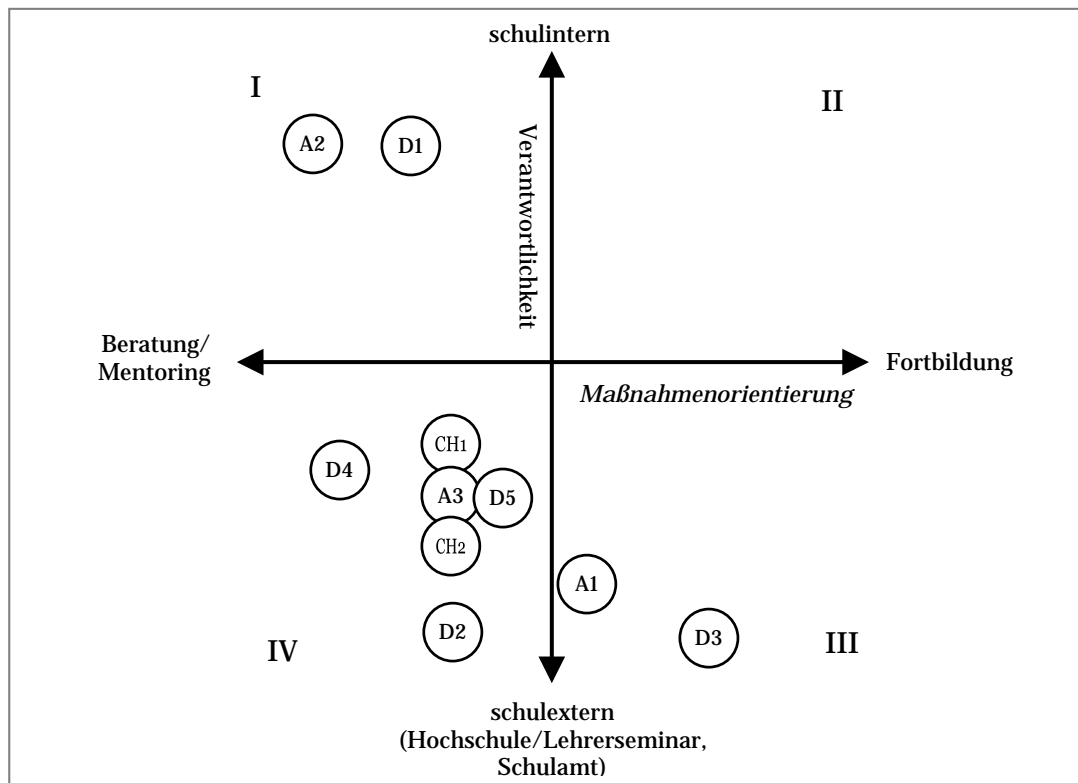 schulintern
I
II
A2
D1
Verantwortlichkeit
Beratung/
Mentoring
Fortbildung
Maßnahmenorientierung
CH1
D4
A3
D5
CH2
A1
D2
D3
IV
III
schulextern
(Hochschule/Lehrerseminar,
Schulamt)